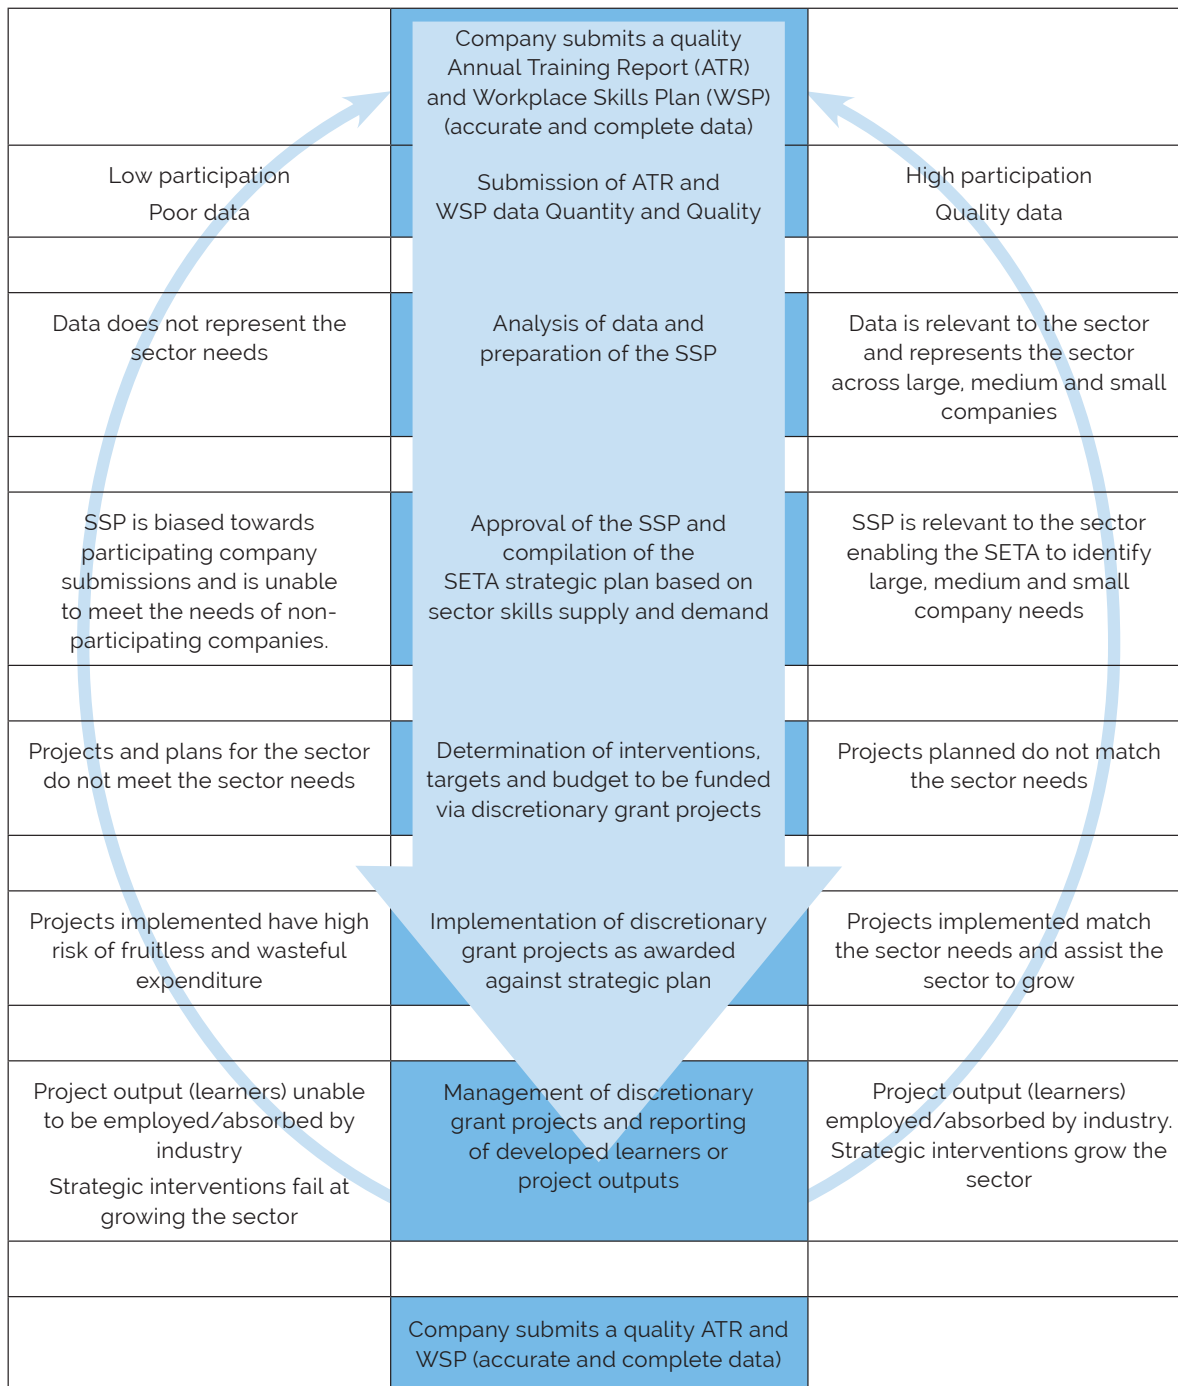 Company submits a quality
Annual Training Report (ATR)
and Workplace Skills Plan (WSP)
(accurate and complete data)
Low participation
Poor data
Submission of ATR and
WSP data Quantity and Quality
High participation
Quality data
Data does not represent the
sector needs
Analysis of data and
preparation of the SSP
Data is relevant to the sector
and represents the sector
across large, medium and small
companies
SSP is biased towards
participating company
submissions and is unable
to meet the needs of non-
participating companies.
Approval of the SSP and
compilation of the
SETA strategic plan based on
sector skills supply and demand
SSP is relevant to the sector
enabling the SETA to identify
large, medium and small
company needs
Projects and plans for the sector
do not meet the sector needs
Determination of interventions,
targets and budget to be funded
via discretionary grant projects
Projects planned do not match
the sector needs
Projects implemented have high
risk of fruitless and wasteful
expenditure
Implementation of discretionary
grant projects as awarded
against strategic plan
Projects implemented match
the sector needs and assist the
sector to grow
Project output (learners) unable
to be employed/absorbed by
industry
Strategic interventions fail at
growing the sector
Management of discretionary
grant projects and reporting
of developed learners or
project outputs
Project output (learners)
employed/absorbed by industry.
Strategic interventions grow the
sector
Company submits a quality ATR and
WSP (accurate and complete data)